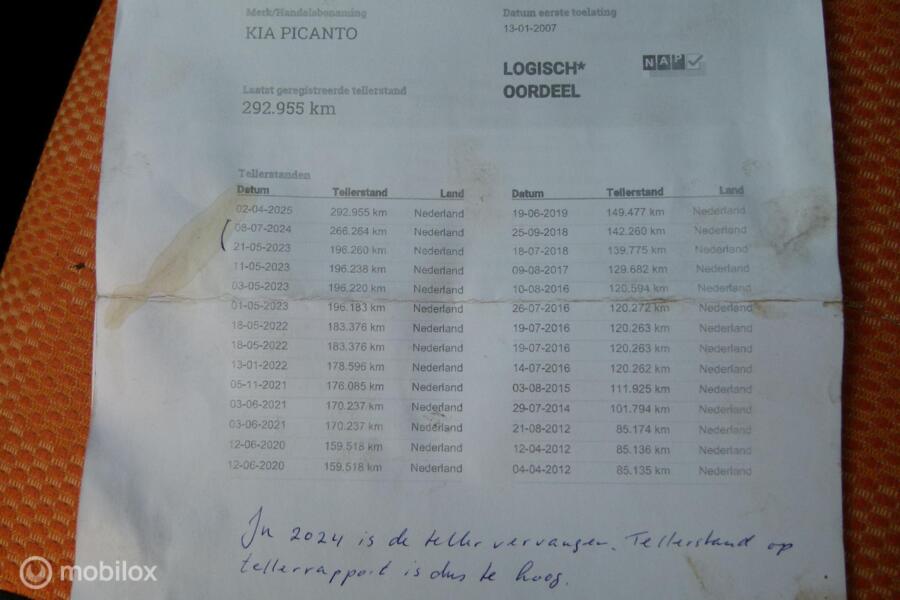 Merk/Handelsbenaming Datum eerste toelating
KIA PICANTO 13-01-2007
LOGISCH* NAP
OORDEEL
Laatst geregistreerde tellerstand
292.955 km
Tellerstanden
Datum Tellerstand Land Datum Tellerstand Land
02-04-2025 292.955 km Nederland 19-06-2019 149.477 km Nederland
08-07-2024 266.264 km Nederland 25-09-2018 142.260 km Nederland
21-05-2023 196.260 km Nederland 18-07-2018 139.775 km Nederland
11-05-2023 196.238 km Nederland 09-08-2017 129.682 km Nederland
03-05-2023 196.220 km Nederland 10-08-2016 120.594 km Nederland
01-05-2023 196.183 km Nederland 26-07-2016 120.272 km Nederland
18-05-2022 183.376 km Nederland 19-07-2016 120.263 km Nederland
18-05-2022 183.376 km Nederland 19-07-2016 120.263 km Nederland
13-01-2022 178.596 km Nederland 14-07-2016 120.262 km Nederland
05-11-2021 176.085 km Nederland 03-08-2015 111.925 km Nederland
03-06-2021 170.237 km Nederland 29-07-2014 101.794 km Nederland
03-06-2021 170.237 km Nederland 21-08-2012 85.174 km Nederland
12-06-2020 159.518 km Nederland 12-04-2012 85.136 km Nederland
12-06-2020 159.518 km Nederland 04-04-2012 85.135 km Nederland
In 2024 is de teller vervangen. Tellerstand op
tellerrapport is dus te hoog.
mobilox